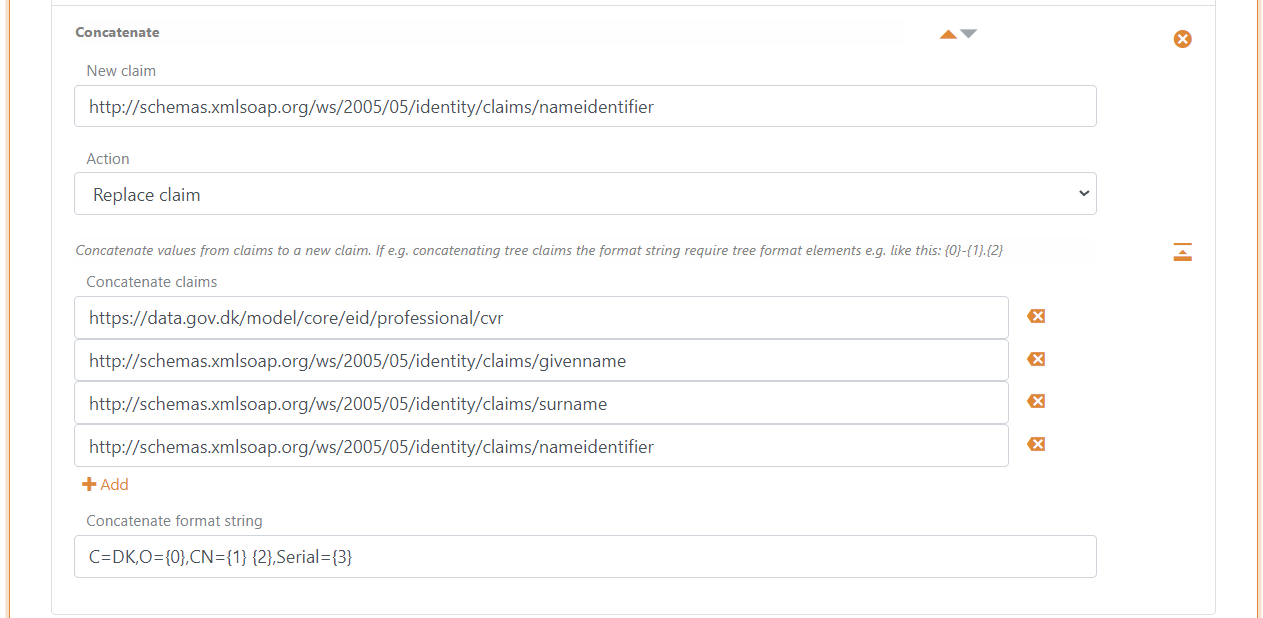 Concatenate
New claim
http://schemas.xmlsoap.org/ws/2005/05/identity/claims/nameidentifier
Action
Replace claim
Concatenate values from claims to a new claim. If e.g. concatenating tree claims the format string require tree format elements e.g. like this: {0}-{1}.{2}
Concatenate claims
https://data.gov.dk/model/core/eid/professional/cvr
http://schemas.xmlsoap.org/ws/2005/05/identity/claims/givenname
http://schemas.xmlsoap.org/ws/2005/05/identity/claims/surname
http://schemas.xmlsoap.org/ws/2005/05/identity/claims/nameidentifier
Add
Concatenate format string
C=DK,O={0},CN={1} {2},Serial={3}